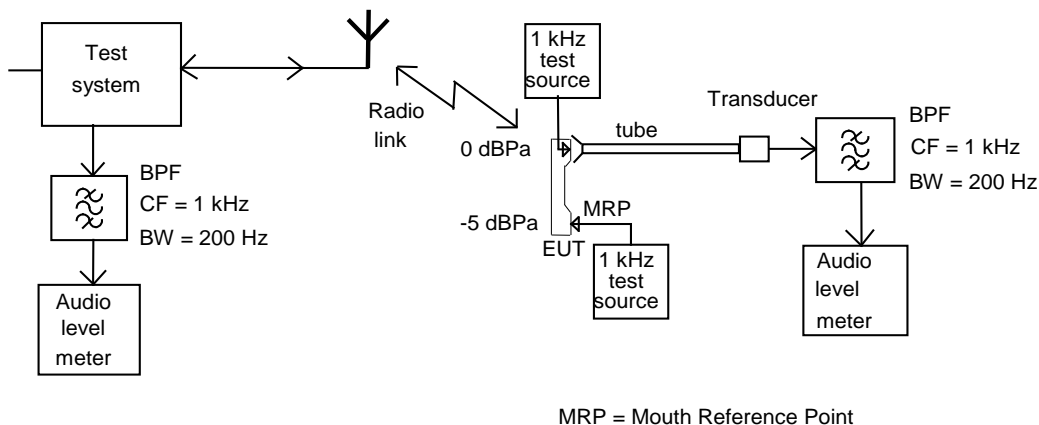 Test
system
Radio
link
BPF
CF = 1 kHz
BW = 200 Hz
Audio
level
meter
1 kHz
test
source
0 dBPa
tube
Transducer
BPF
CF = 1 kHz
BW = 200 Hz
-5 dBPa
MRP
EUT
1 kHz
test
source
Audio
level
meter
MRP = Mouth Reference Point